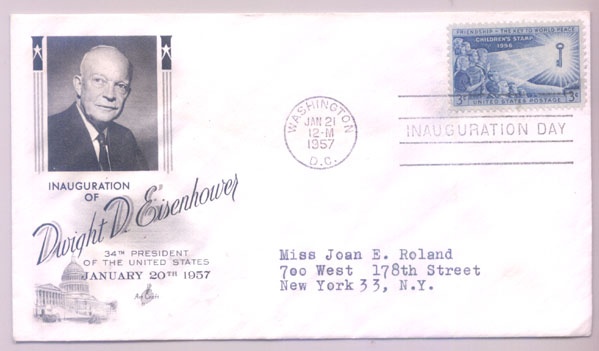 INAUGURATION
OF
Dwight D. Eisenhower
34TH PRESIDENT
OF THE UNITED STATES
JANUARY 20TH 1957
Art Craft
WASHINGTON
JAN 21
12-M
1957
D.C.
FRIENDSHIP - THE KEY TO WORLD PEACE
CHILDREN'S STAMP
1956
3¢ UNITED STATES POSTAGE 3¢
INAUGURATION DAY
Miss Joan E. Roland
700 West 178th Street
New York 33, N.Y.